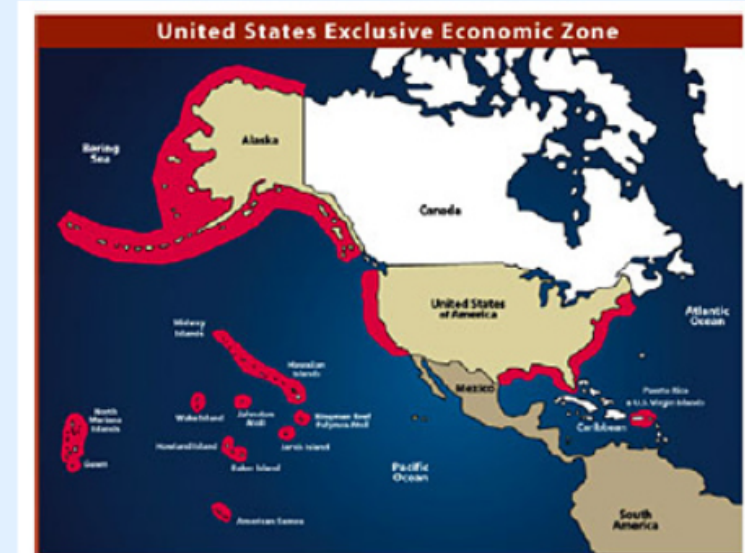 United States Exclusive Economic Zone
Bering
Sea
Alaska
Canada
United States
of America
Atlantic
Ocean
Midway
Islands
Hawaiian
Islands
Mexico
Puerto Rico
& U.S. Virgin Islands
Caribbean
North
Mariana
Islands
Guam
Wake Island
Johnston
Atoll
Kingman Reef
Palmyra Atoll
Howland Island
Jarvis Island
Baker Island
Pacific
Ocean
American Samoa
South
America